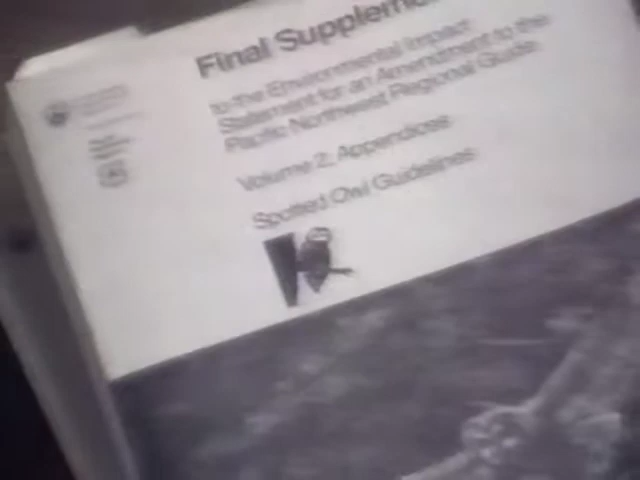 Final Supplement
to the Environmental Impact
Statement for an Amendment to the
Pacific Northwest Regional Guide
Volume 2: Appendices
Spotted Owl Guidelines